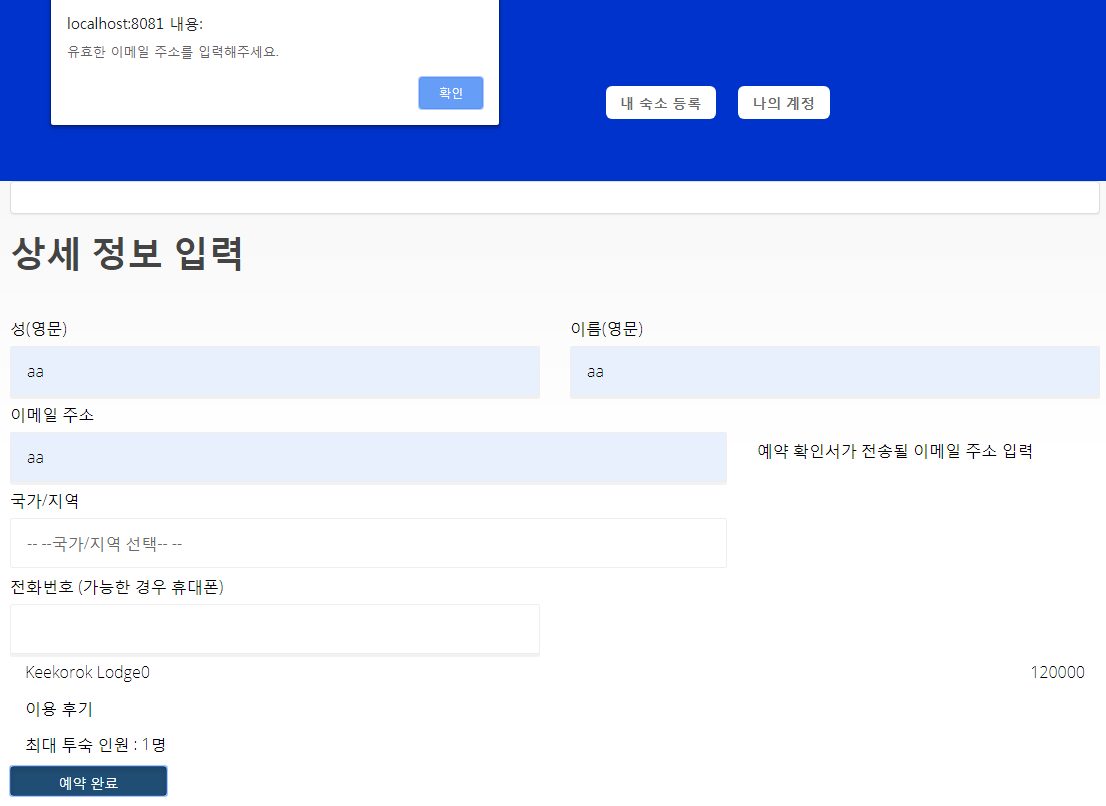 localhost:8081 내용:
유효한 이메일 주소를 입력해주세요.
확인
내 숙소 등록 나의 계정
상세 정보 입력
성(영문) 이름(영문)
aa aa
이메일 주소
aa 예약 확인서가 전송될 이메일 주소 입력
국가/지역
-- --국가/지역 선택-- --
전화번호 (가능한 경우 휴대폰)
Keekorok Lodge0 120000
이용 후기
최대 투숙 인원 : 1명
예약 완료